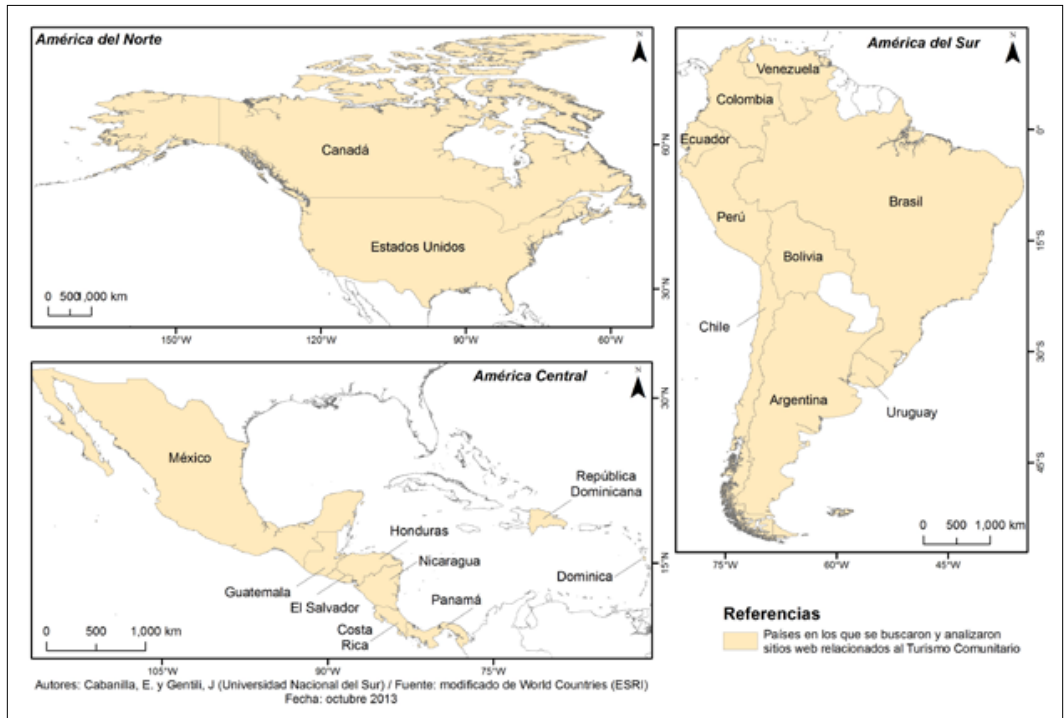 América del Norte
N
Canadá
Estados Unidos
0 500 1,000 km
60°N
30°N
150°W
120°W
90°W
60°W
América Central
N
México
República
Dominicana
Honduras
Nicaragua
Guatemala
El Salvador
Dominica
Panamá
Costa
Rica
0 500 1,000 km
30°N
15°N
105°W
90°W
75°W
América del Sur
N
Venezuela
Colombia
Ecuador
Brasil
Perú
Bolivia
Chile
Argentina
Uruguay
0 500 1,000 km
0°
15°S
30°S
45°S
75°W
60°W
45°W
Referencias
Países en los que se buscaron y analizaron
sitios web relacionados al Turismo Comunitario
Autores: Cabanilla, E. y Gentili, J (Universidad Nacional del Sur) / Fuente: modificado de World Countries (ESRI)
Fecha: octubre 2013